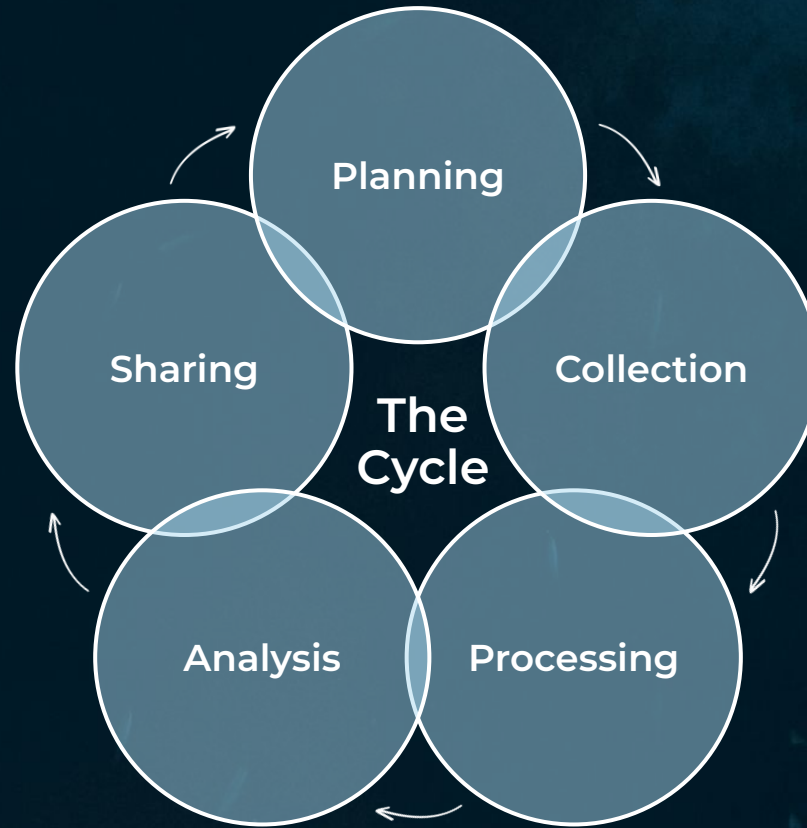 Planning
Collection
Processing
Analysis
Sharing
The
Cycle